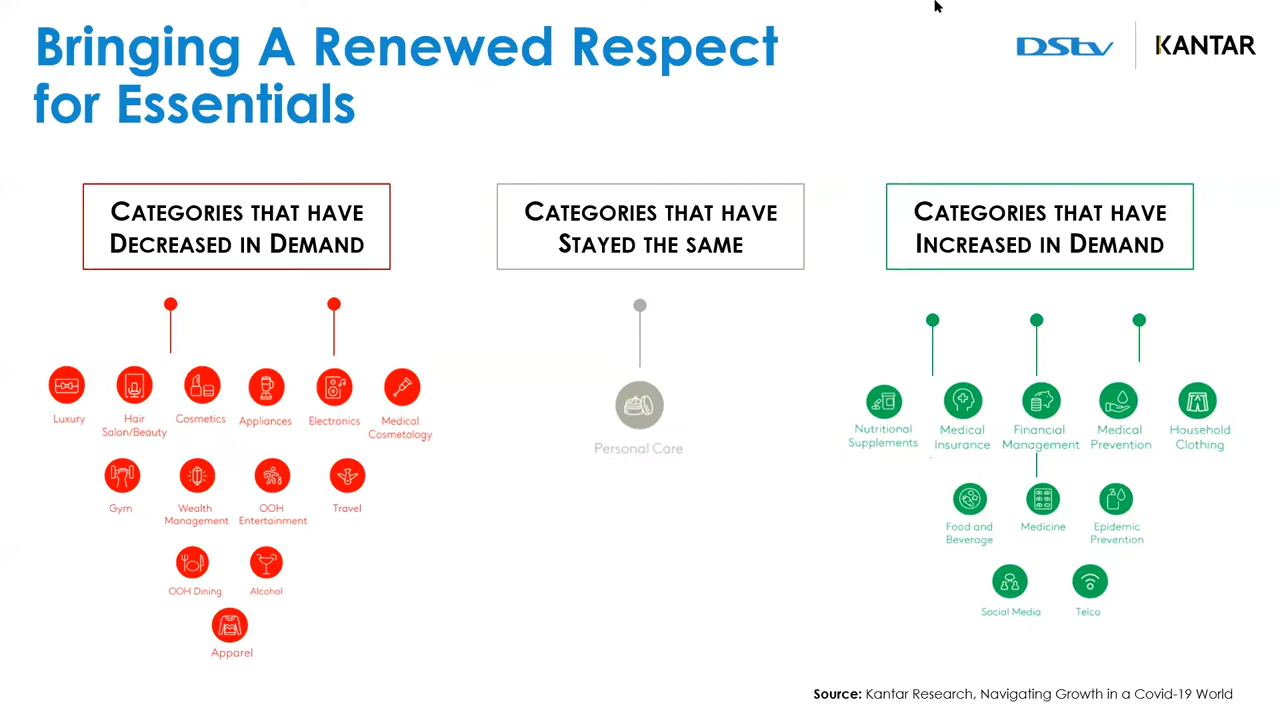 Bringing A Renewed Respect
for Essentials
DStv
KANTAR
CATEGORIES THAT HAVE
DECREASED IN DEMAND
CATEGORIES THAT HAVE
STAYED THE SAME
CATEGORIES THAT HAVE
INCREASED IN DEMAND
Luxury
Hair
Salon/Beauty
Cosmetics
Appliances
Electronics
Medical
Cosmetology
Gym
Wealth
Management
OOH
Entertainment
Travel
OOH Dining
Alcohol
Apparel
Personal Care
Nutritional
Supplements
Medical
Insurance
Financial
Management
Medical
Prevention
Household
Clothing
Food and
Beverage
Medicine
Epidemic
Prevention
Social Media
Telco
Source: Kantar Research, Navigating Growth in a Covid-19 World